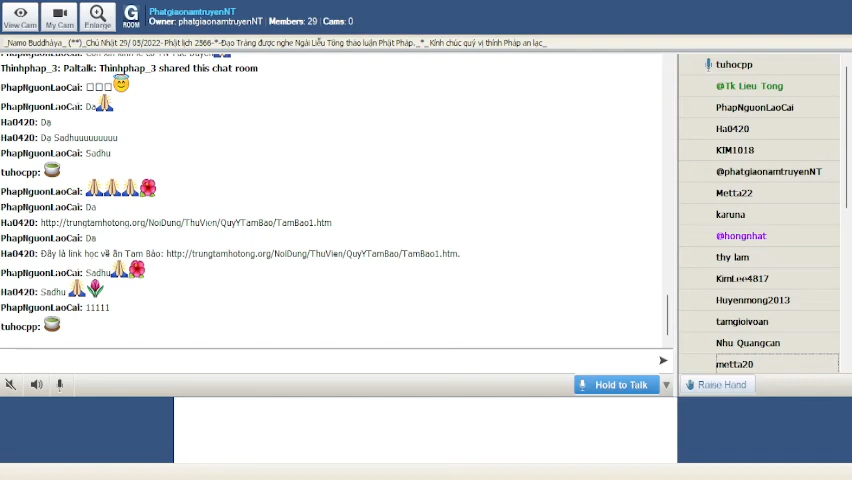 View Cam
My Cam
Enlarge
G
ROOM
PhatgiaonamtruyenNT
Owner: phatgiaonamtruyenNT | Members: 29 | Cams: 0
_Namo Buddhàya_ (**)_Chủ Nhật 29/ 05/2022- Phật lịch 2566-*-Đạo Tràng được nghe Ngài Liễu Tông thảo luận Phật Pháp._*_ Kính chúc quý vị thính Pháp an lạc_
Thinhphap_3: Paltalk: Thinhphap_3 shared this chat room
PhapNguonLaoCai:
PhapNguonLaoCai: Dạ
Ha0420: Dạ
Ha0420: Dạ Sadhuuuuuuuuu
PhapNguonLaoCai: Sadhu
tuhocpp:
PhapNguonLaoCai:
PhapNguonLaoCai: Dạ
Ha0420: http://trungtamhotong.org/NoiDung/ThuVien/QuyYTamBao/TamBao1.htm
PhapNguonLaoCai: Dạ
Ha0420: Đây là link học về ân Tam Bảo: http://trungtamhotong.org/NoiDung/ThuVien/QuyYTamBao/TamBao1.htm.
PhapNguonLaoCai: Sadhu
Ha0420: Sadhu
PhapNguonLaoCai: 11111
tuhocpp:
Hold to Talk
tuhocpp
@Tk Lieu Tong
PhapNguonLaoCai
Ha0420
KIM1018
@phatgiaonamtruyenNT
Metta22
karuna
@hongnhat
thy lam
KimLee4817
Huyenmong2013
tamgioivoan
Nhu Quangcan
metta20
Raise Hand